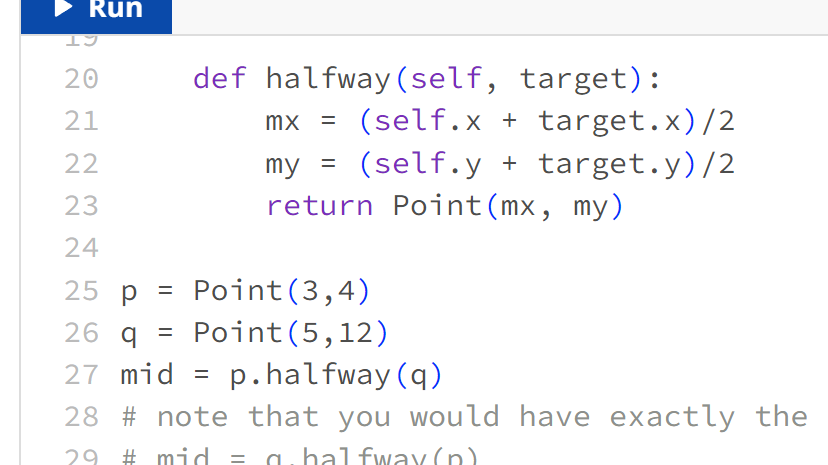 Run
19
20 def halfway(self, target):
21 mx = (self.x + target.x)/2
22 my = (self.y + target.y)/2
23 return Point(mx, my)
24
25 p = Point(3,4)
26 q = Point(5,12)
27 mid = p.halfway(q)
28 # note that you would have exactly the
29 # mid = q.halfway(p)